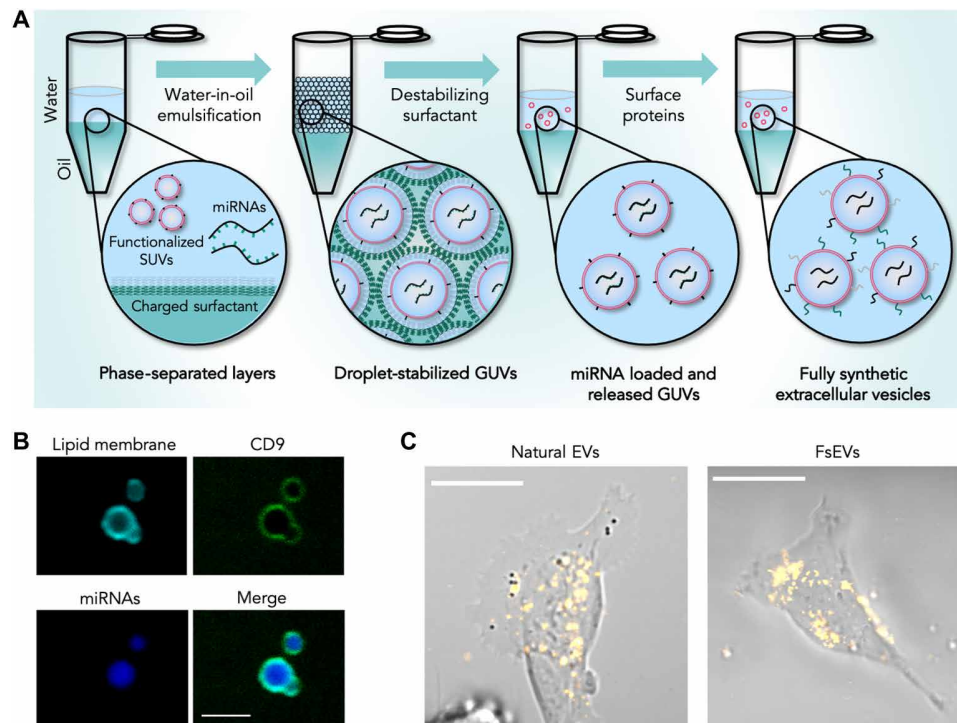 A
Water
Oil
Water-in-oil
emulsification
Destabilizing
surfactant
Surface
proteins
Functionalized
SUVs
miRNAs
Charged surfactant
Phase-separated layers
Droplet-stabilized GUVs
miRNA loaded and
released GUVs
Fully synthetic
extracellular vesicles
B
Lipid membrane
CD9
miRNAs
Merge
C
Natural EVs
FsEVs